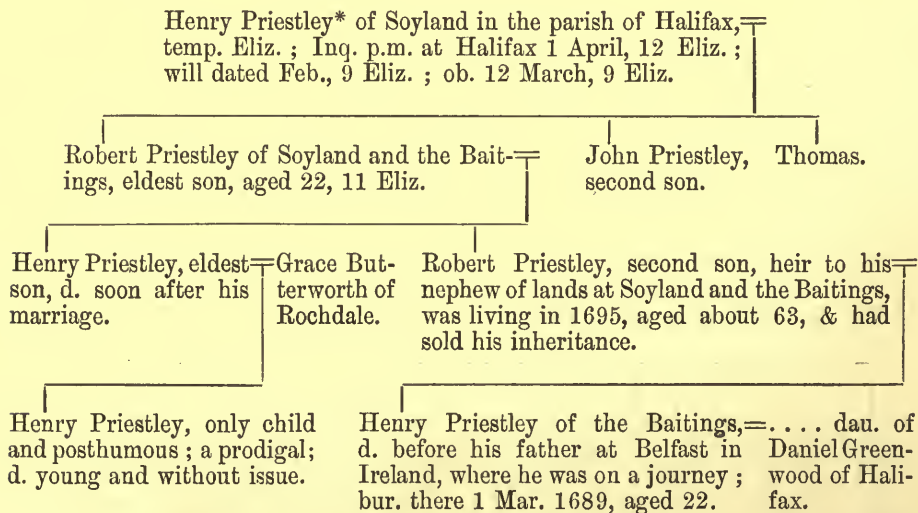 Henry Priestley* of Soyland in the parish of Halifax,
temp. Eliz. ; Inq. p.m. at Halifax 1 April, 12 Eliz. ;
will dated Feb., 9 Eliz. ; ob. 12 March, 9 Eliz.
Robert Priestley of Soyland and the Bait-
ings, eldest son, aged 22, 11 Eliz.
John Priestley,
second son.
Thomas.
Henry Priestley, eldest
son, d. soon after his
marriage.
Grace But-
terworth of
Rochdale.
Robert Priestley, second son, heir to his
nephew of lands at Soyland and the Baitings,
was living in 1695, aged about 63, & had
sold his inheritance.
Henry Priestley, only child
and posthumous ; a prodigal;
d. young and without issue.
Henry Priestley of the Baitings,
d. before his father at Belfast in
Ireland, where he was on a journey ;
bur. there 1 Mar. 1689, aged 22.
.... dau. of
Daniel Green-
wood of Hali-
fax.